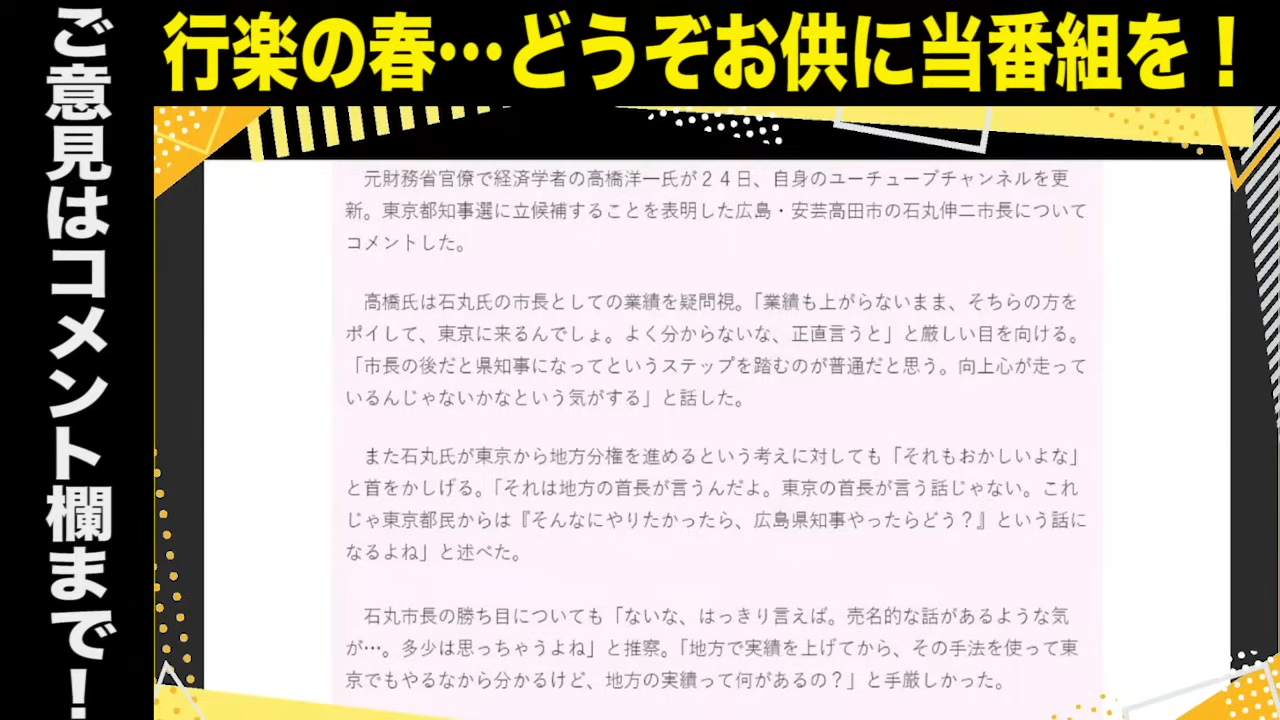 行楽の春…どうぞお供に当番組を！
ご意見はコメント欄まで！
元財務省官僚で経済学者の高橋洋一氏が２４日、自身のユーチューブチャンネルを更
新。東京都知事選に立候補することを表明した広島・安芸高田市の石丸伸二市長について
コメントした。
高橋氏は石丸氏の市長としての業績を疑問視。「業績も上がらないまま、そちらの方を
ポイして、東京に来るんでしょ。よく分からないな、正直言うと」と厳しい目を向ける。
「市長の後だと県知事になってというステップを踏むのが普通だと思う。向上心が走って
いるんじゃないかなという気がする」と話した。
また石丸氏が東京から地方分権を進めるという考えに対しても「それもおかしいよな」
と首をかしげる。「それは地方の首長が言うんだよ。東京の首長が言う話じゃない。これ
じゃ東京都民からは『そんなにやりたかったら、広島県知事やったらどう？』という話に
なるよね」と述べた。
石丸市長の勝ち目についても「ないな、はっきり言えば。売名的な話があるような気
が…。多少は思っちゃうよね」と推察。「地方で実績を上げてから、その手法を使って東
京でもやるなら分かるけど、地方の実績って何があるの？」と手厳しかった。